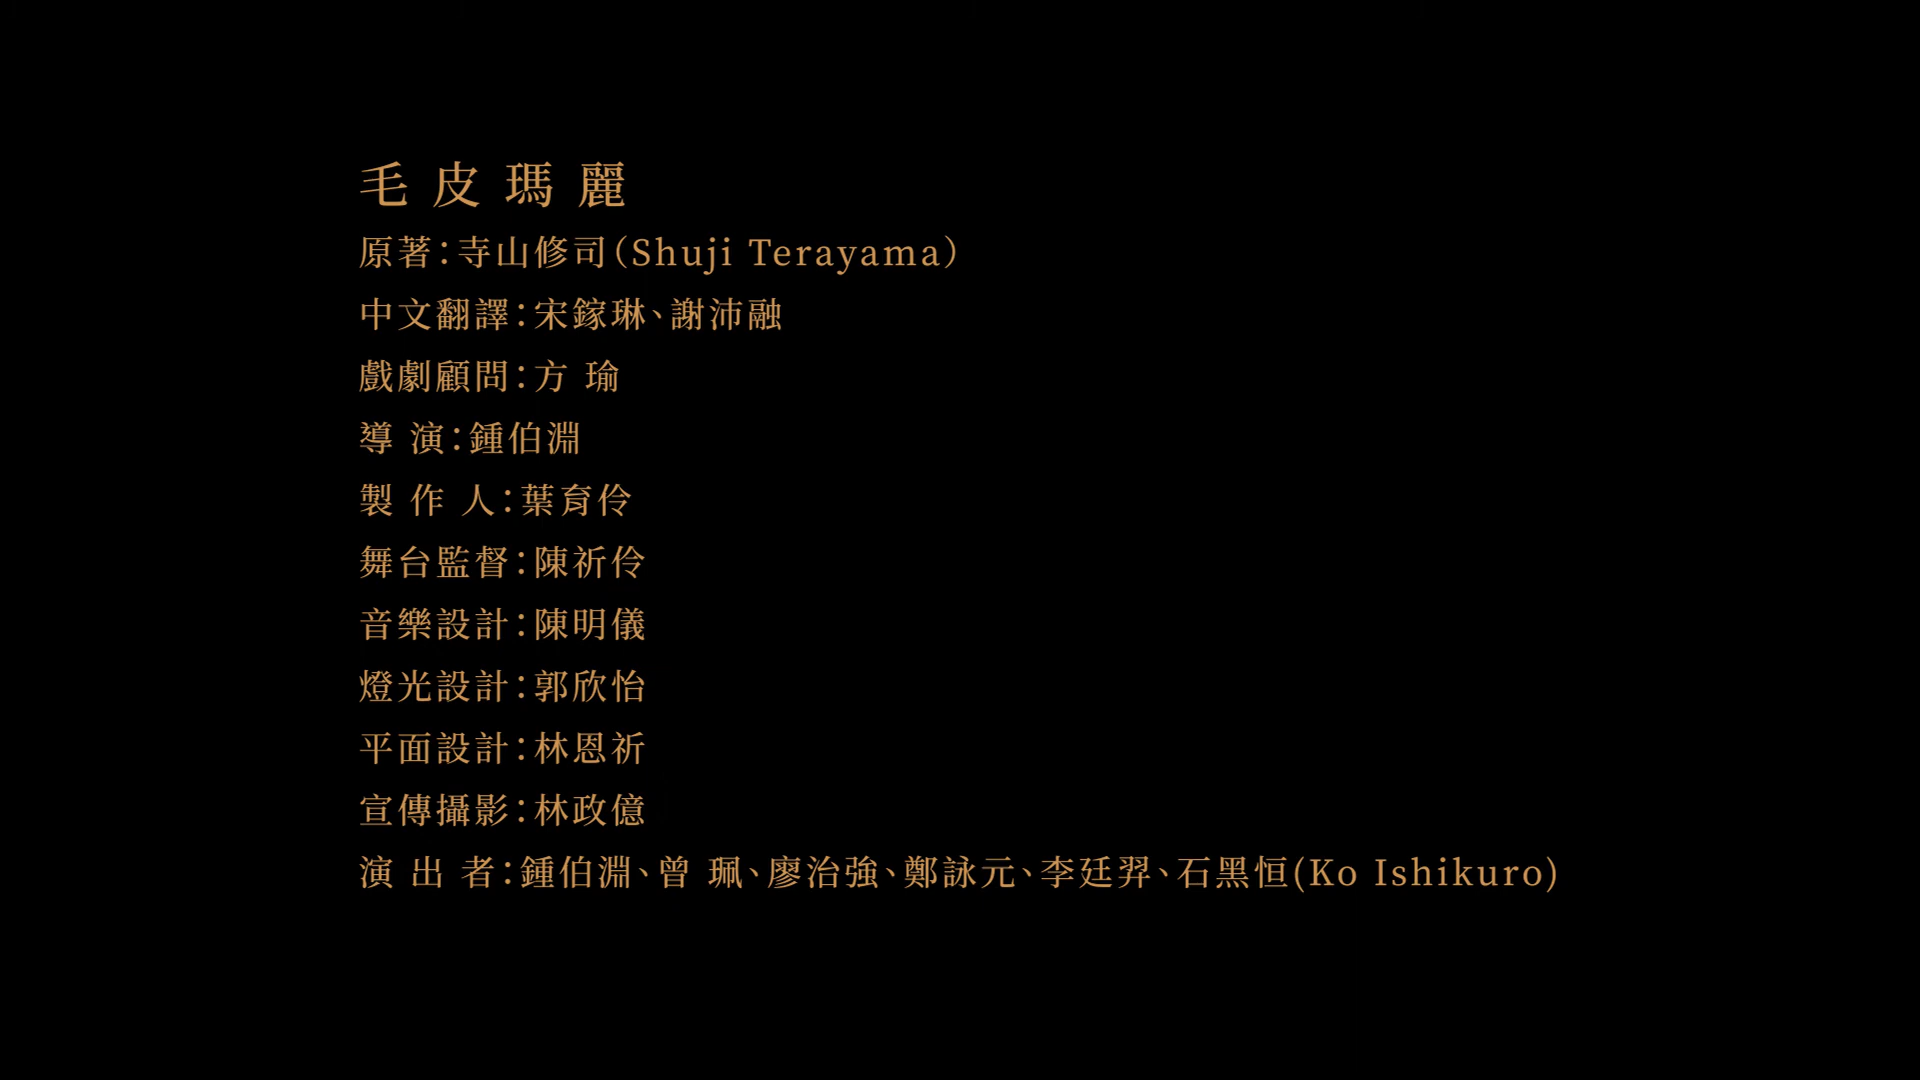 毛皮瑪麗
原著：寺山修司（Shuji Terayama）
中文翻譯：宋鎵琳、謝沛融
戲劇顧問：方 瑜
導 演：鍾伯淵
製 作 人：葉育伶
舞台監督：陳祈伶
音樂設計：陳明儀
燈光設計：郭欣怡
平面設計：林恩祈
宣傳攝影：林政億
演 出 者：鍾伯淵、曾 珮、廖治強、鄭詠元、李廷羿、石黑恒(Ko Ishikuro)